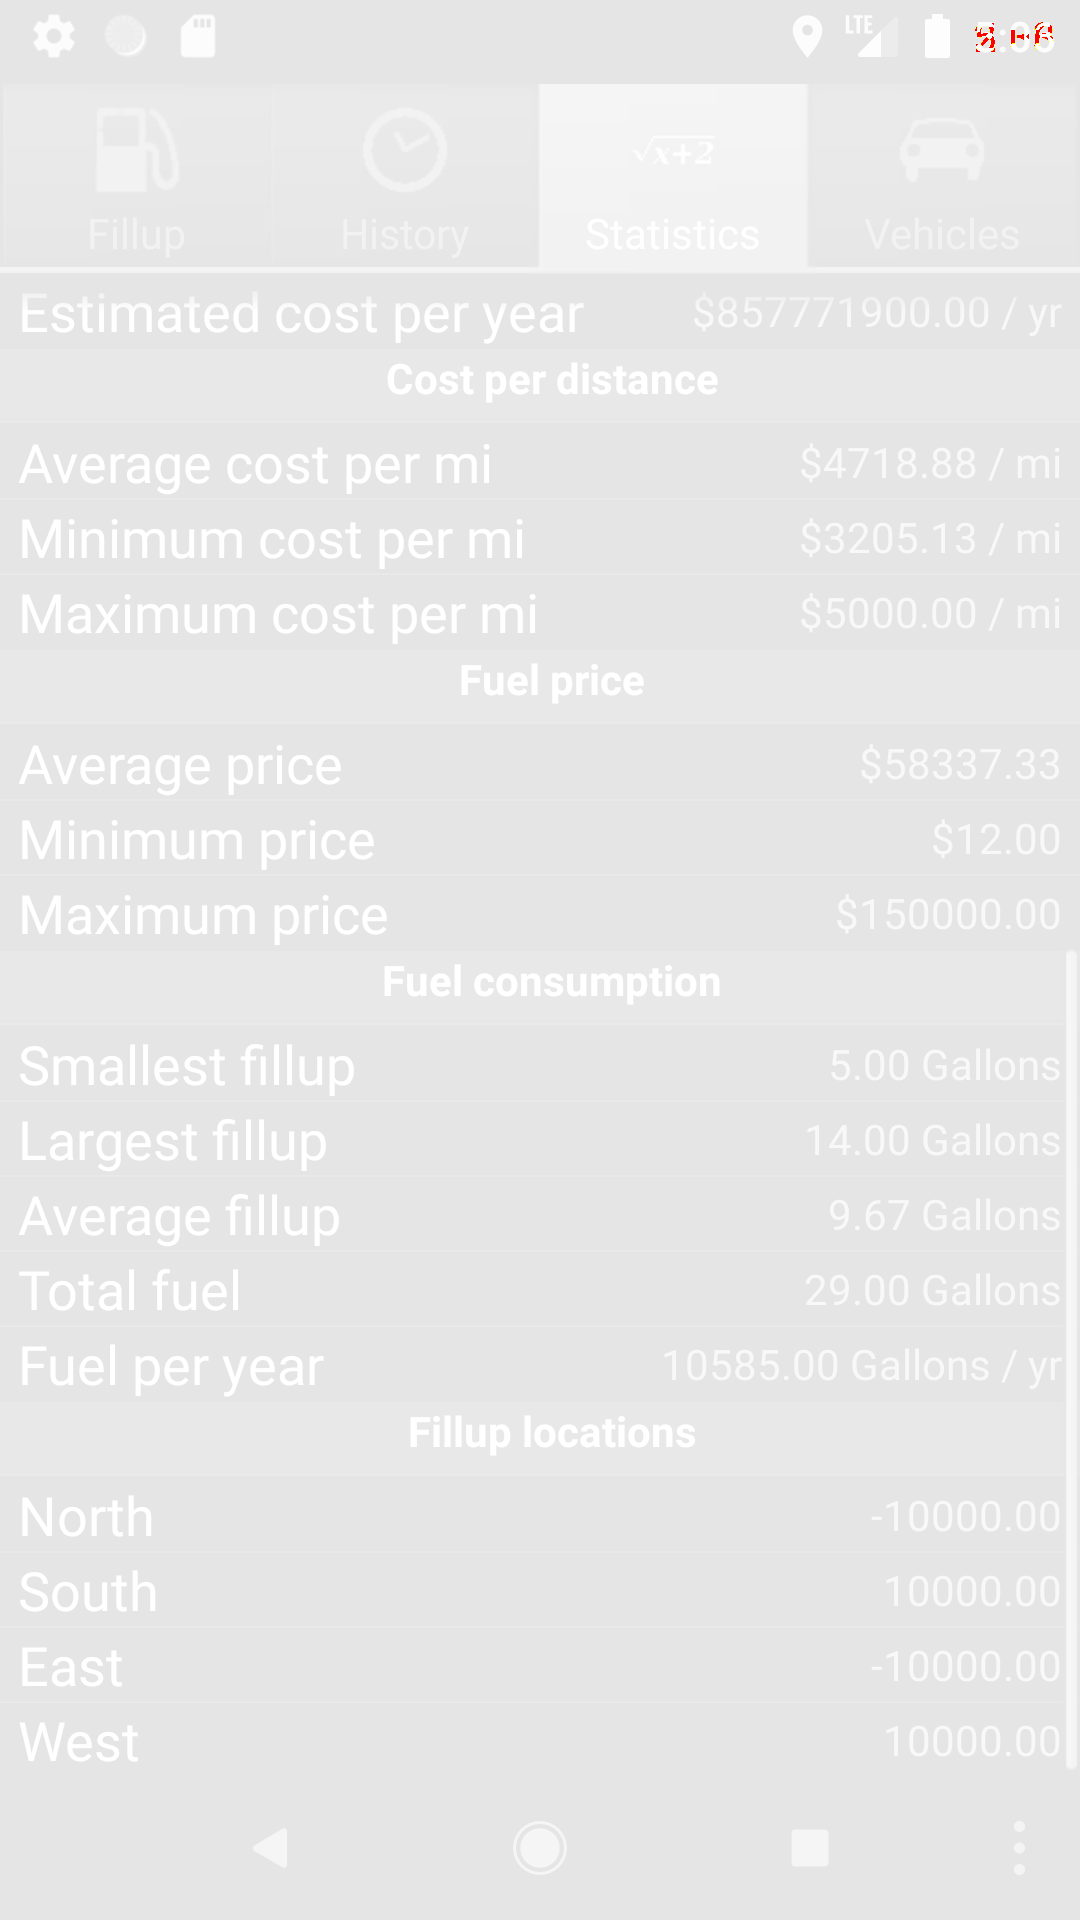 LTE
Fillup History √x+2 Statistics Vehicles
Estimated cost per year $857771900.00 / yr
Cost per distance
Average cost per mi $4718.88 / mi
Minimum cost per mi $3205.13 / mi
Maximum cost per mi $5000.00 / mi
Fuel price
Average price $58337.33
Minimum price $12.00
Maximum price $150000.00
Fuel consumption
Smallest fillup 5.00 Gallons
Largest fillup 14.00 Gallons
Average fillup 9.67 Gallons
Total fuel 29.00 Gallons
Fuel per year 10585.00 Gallons / yr
Fillup locations
North -10000.00
South 10000.00
East -10000.00
West 10000.00